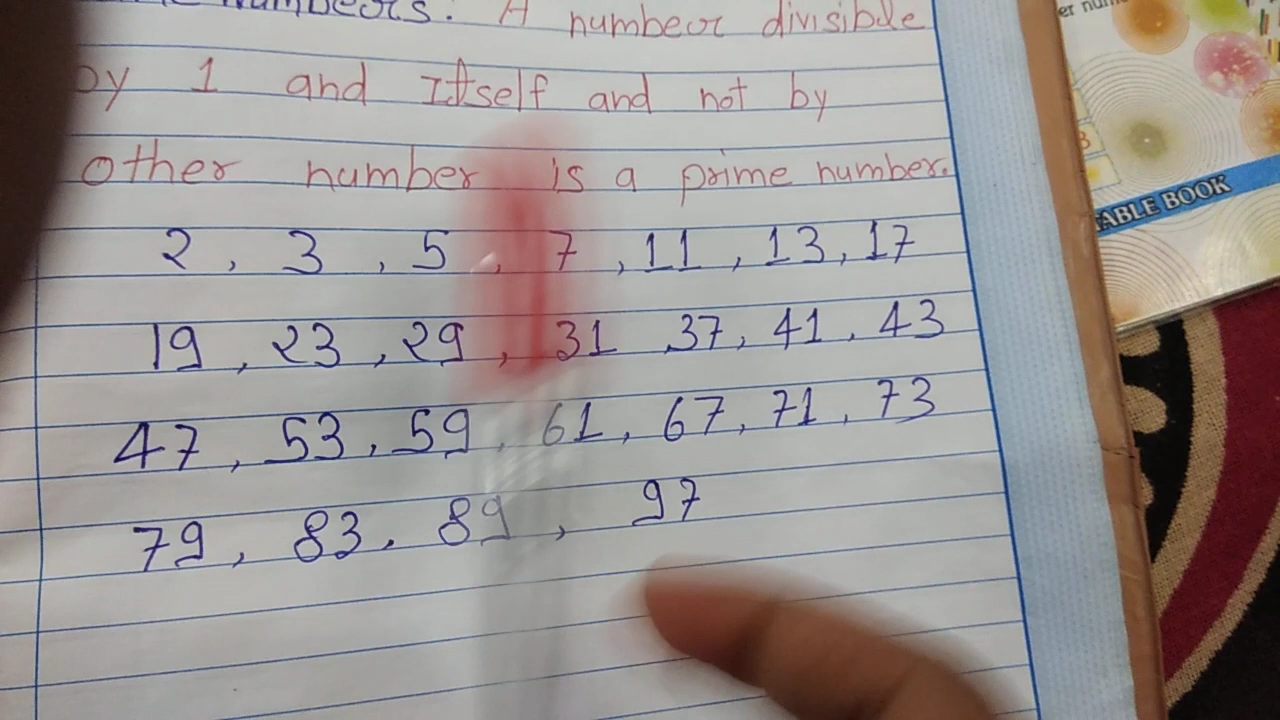 numbers. A number divisible
by 1 and Itself and not by
other number is a prime number.
2, 3, 5, 7, 11, 13, 17
19, 23, 29, 31 37, 41, 43
47, 53, 59, 61, 67, 71, 73
79, 83, 89, 97
TABLE BOOK